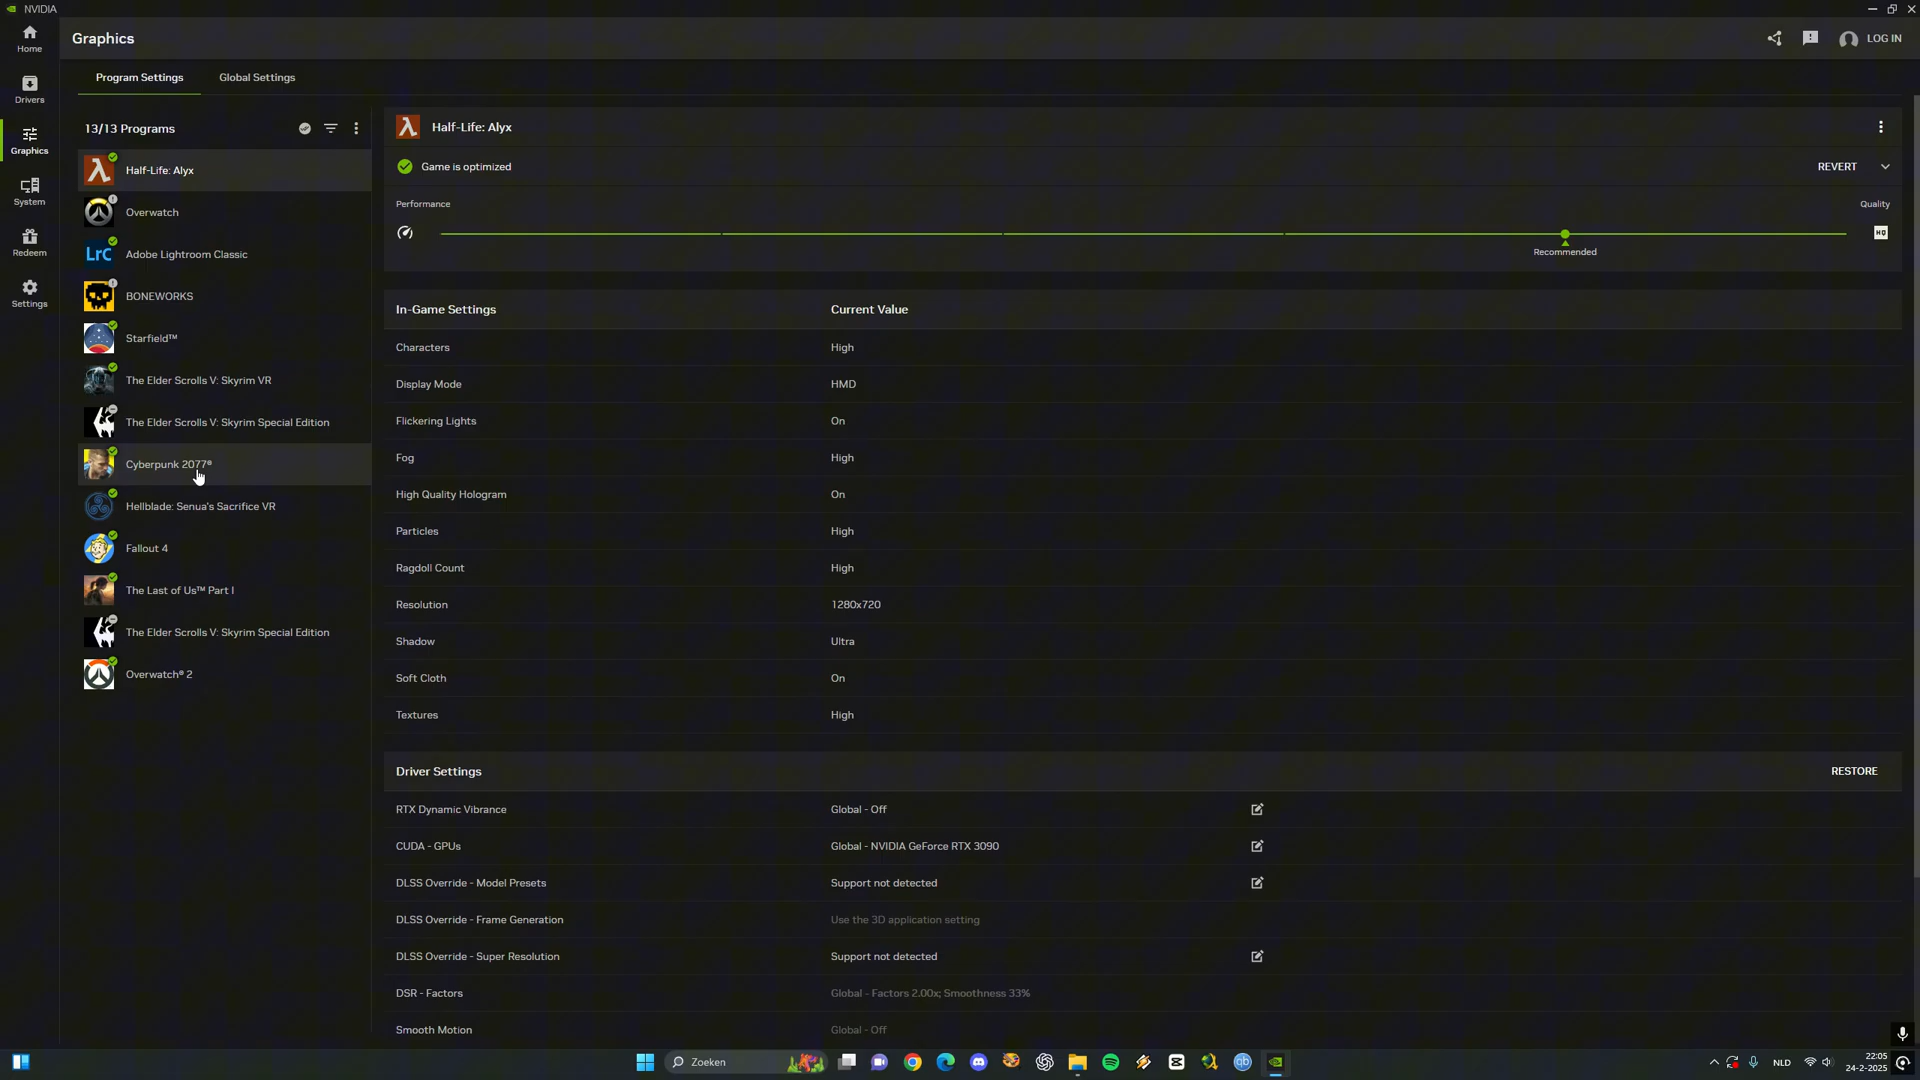 NVIDIA
Home
Drivers
Graphics
System
Redeem
Settings
Graphics
LOG IN
Program Settings
Global Settings
13/13 Programs
Half-Life: Alyx
Overwatch
LrC
Adobe Lightroom Classic
BONEWORKS
Starfield™
The Elder Scrolls V: Skyrim VR
The Elder Scrolls V: Skyrim Special Edition
Cyberpunk 2077®
Hellblade: Senua's Sacrifice VR
Fallout 4
The Last of Us™ Part I
The Elder Scrolls V: Skyrim Special Edition
Overwatch® 2
Half-Life: Alyx
Game is optimized
REVERT
Performance
Quality
HQ
Recommended
In-Game Settings Current Value
Characters High
Display Mode HMD
Flickering Lights On
Fog High
High Quality Hologram On
Particles High
Ragdoll Count High
Resolution 1280x720
Shadow Ultra
Soft Cloth On
Textures High
Driver Settings RESTORE
RTX Dynamic Vibrance Global - Off
CUDA - GPUs Global - NVIDIA GeForce RTX 3090
DLSS Override - Model Presets Support not detected
DLSS Override - Frame Generation Use the 3D application setting
DLSS Override - Super Resolution Support not detected
DSR - Factors Global - Factors 2.00x; Smoothness 33%
Smooth Motion Global - Off
Zoeken
qb
NLD
22:05
24-2-2025